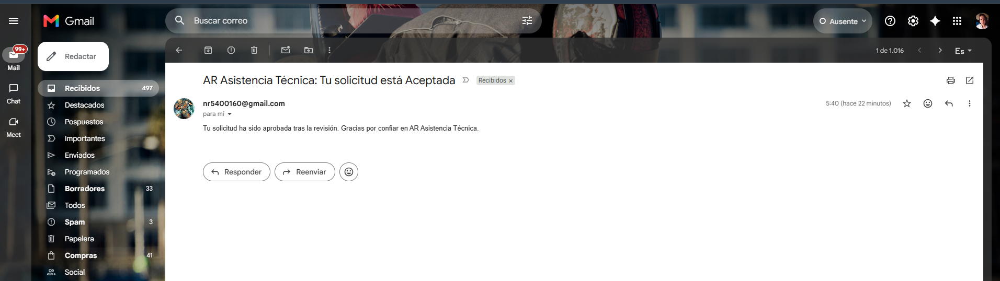 Gmail
Buscar correo
Ausente
99+
Mail
Chat
Meet
Redactar
Recibidos 497
Destacados
Pospuestos
Importantes
Enviados
Programados
Borradores 33
Todos
Spam 3
Papelera
Compras 41
Social
1 de 1.016
Es
AR Asistencia Técnica: Tu solicitud está Aceptada
Recibidos ×
nr5400160@gmail.com
5:40 (hace 22 minutos)
para mí
Tu solicitud ha sido aprobada tras la revisión. Gracias por confiar en AR Asistencia Técnica.
Responder
Reenviar